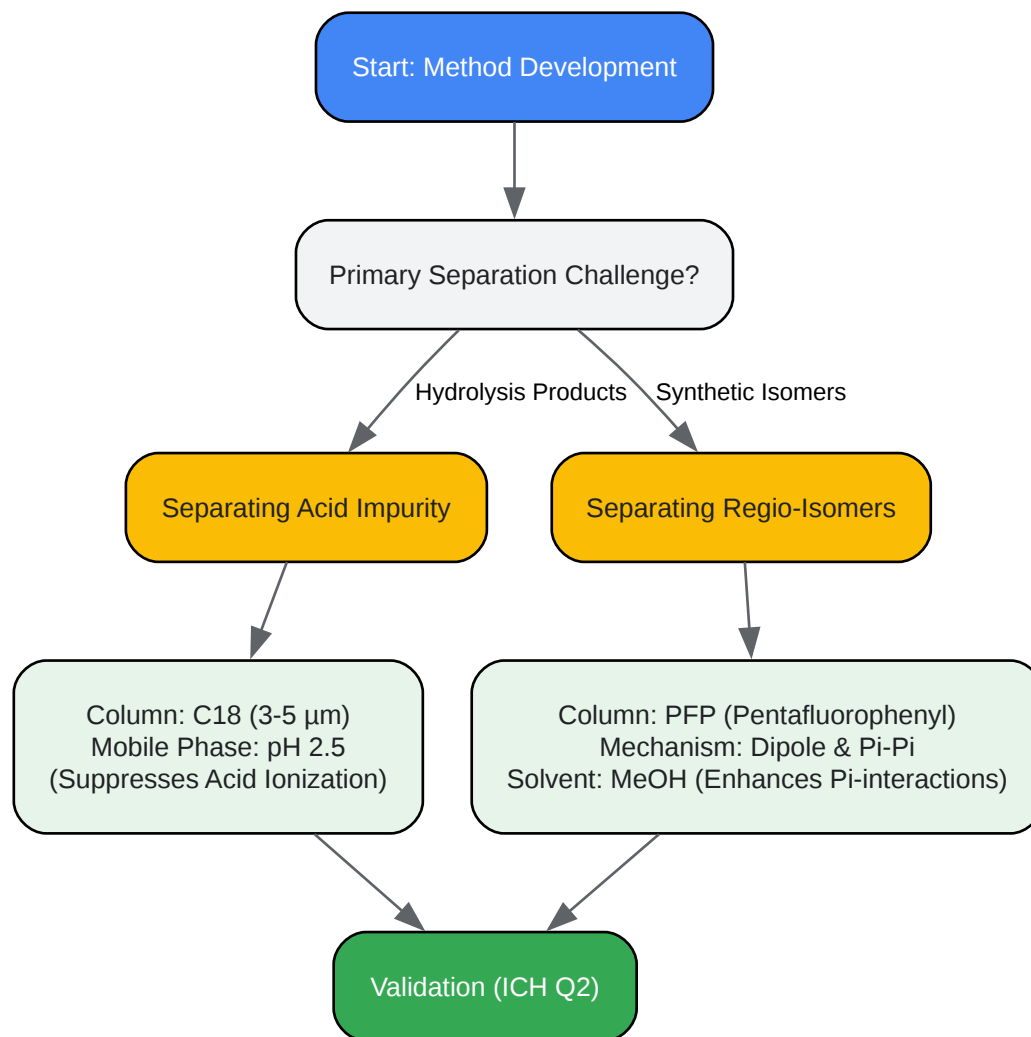 Start: Method Development
Primary Separation Challenge?
Hydrolysis Products
Synthetic Isomers
Separating Acid Impurity
Separating Regio-Isomers
Column: C18 (3-5 µm)
Mobile Phase: pH 2.5
(Suppresses Acid Ionization)
Column: PFP (Pentafluorophenyl)
Mechanism: Dipole & Pi-Pi
Solvent: MeOH (Enhances Pi-interactions)
Validation (ICH Q2)